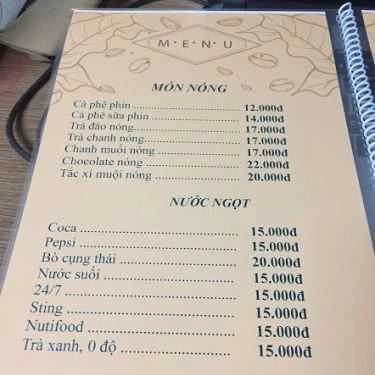 M.E.N.U
MÓN NÓNG
Cà phê phin 12.000đ
Cà phê sữa phin 14.000đ
Trà đào nóng 17.000đ
Trà chanh nóng 17.000đ
Chanh muối nóng 17.000đ
Chocolate nóng 22.000đ
Tắc xí muội nóng 20.000đ
NƯỚC NGỌT
Coca 15.000đ
Pepsi 15.000đ
Bò cụng thái 20.000đ
Nước suối 15.000đ
24/7 15.000đ
Sting 15.000đ
Nutifood 15.000đ
Trà xanh, 0 độ 15.000đ